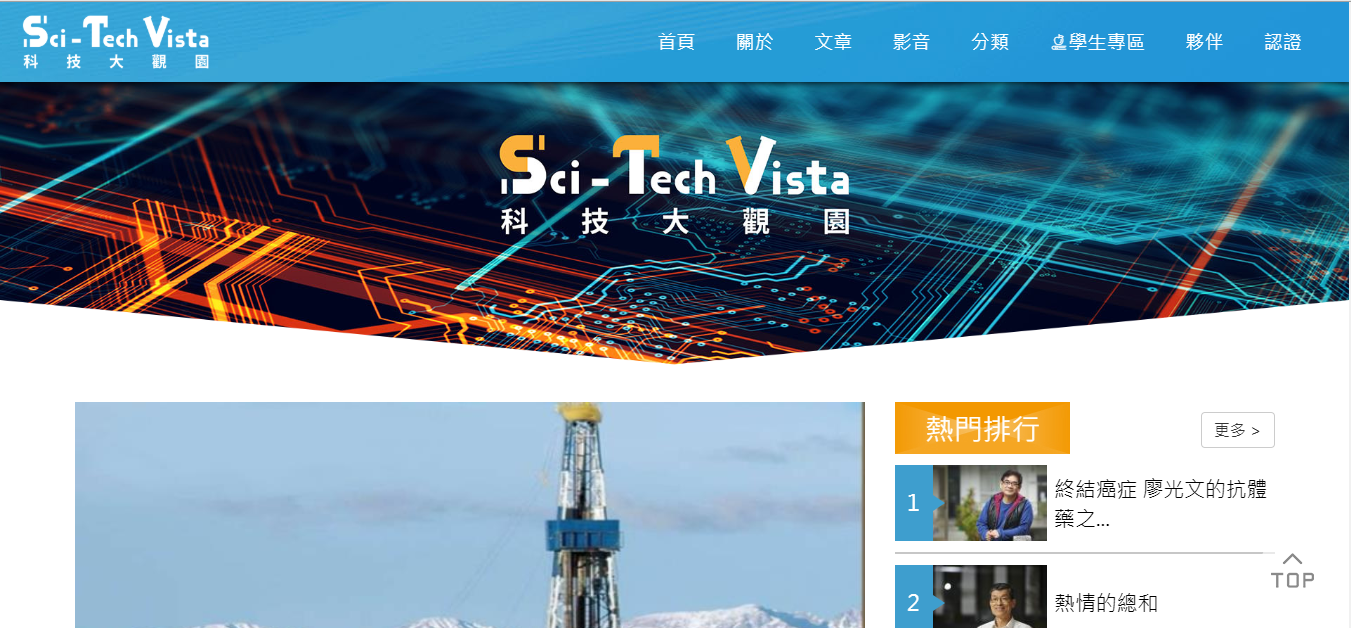 Sci-Tech Vista
科技大觀園
首頁 關於 文章 影音 分類 學生專區 夥伴 認證
Sci-Tech Vista
科技大觀園
熱門排行
更多 >
1
終結癌症 廖光文的抗體
藥之...
2
熱情的總和
TOP